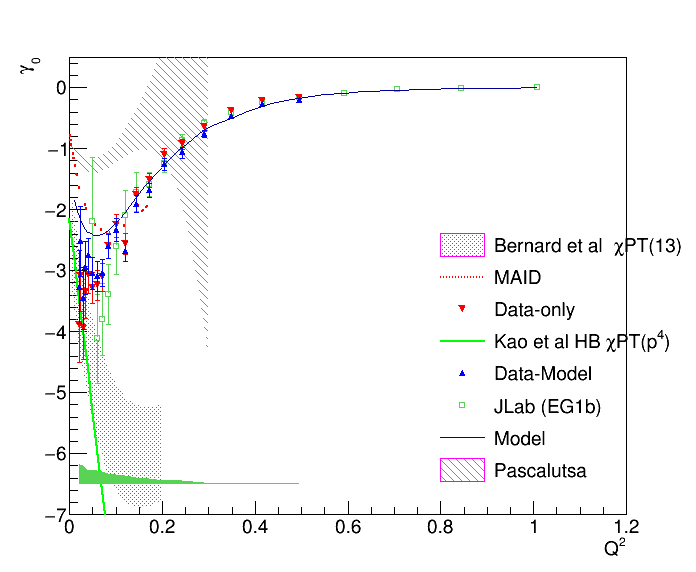 γ₀
0
−1
−2
−3
−4
−5
−6
−7
Bernard et al χPT(13)
MAID
Data-only
Kao et al HB χPT(p⁴)
Data-Model
JLab (EG1b)
Model
Pascalutsa
0 0.2 0.4 0.6 0.8 1 1.2
Q²